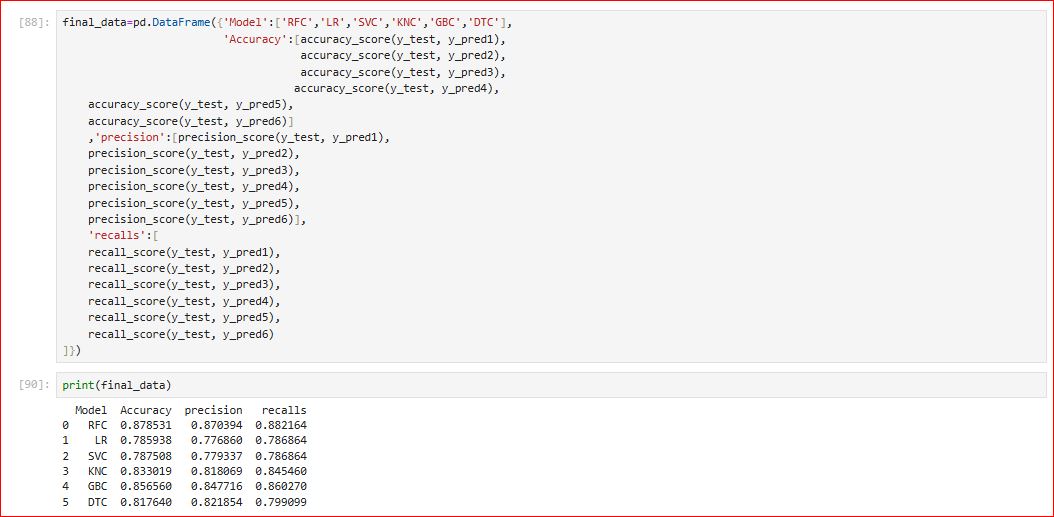 [88]: final_data=pd.DataFrame({'Model':['RFC','LR','SVC','KNC','GBC','DTC'],
'Accuracy':[accuracy_score(y_test, y_pred1),
accuracy_score(y_test, y_pred2),
accuracy_score(y_test, y_pred3),
accuracy_score(y_test, y_pred4),
accuracy_score(y_test, y_pred5),
accuracy_score(y_test, y_pred6)]
,'precision':[precision_score(y_test, y_pred1),
precision_score(y_test, y_pred2),
precision_score(y_test, y_pred3),
precision_score(y_test, y_pred4),
precision_score(y_test, y_pred5),
precision_score(y_test, y_pred6)],
'recalls':[
recall_score(y_test, y_pred1),
recall_score(y_test, y_pred2),
recall_score(y_test, y_pred3),
recall_score(y_test, y_pred4),
recall_score(y_test, y_pred5),
recall_score(y_test, y_pred6)
]})
[90]: print(final_data)
Model Accuracy precision recalls
0 RFC 0.878531 0.870394 0.882164
1 LR 0.785938 0.776860 0.786864
2 SVC 0.787508 0.779337 0.786864
3 KNC 0.833019 0.818069 0.845460
4 GBC 0.856560 0.847716 0.860270
5 DTC 0.817640 0.821854 0.799099